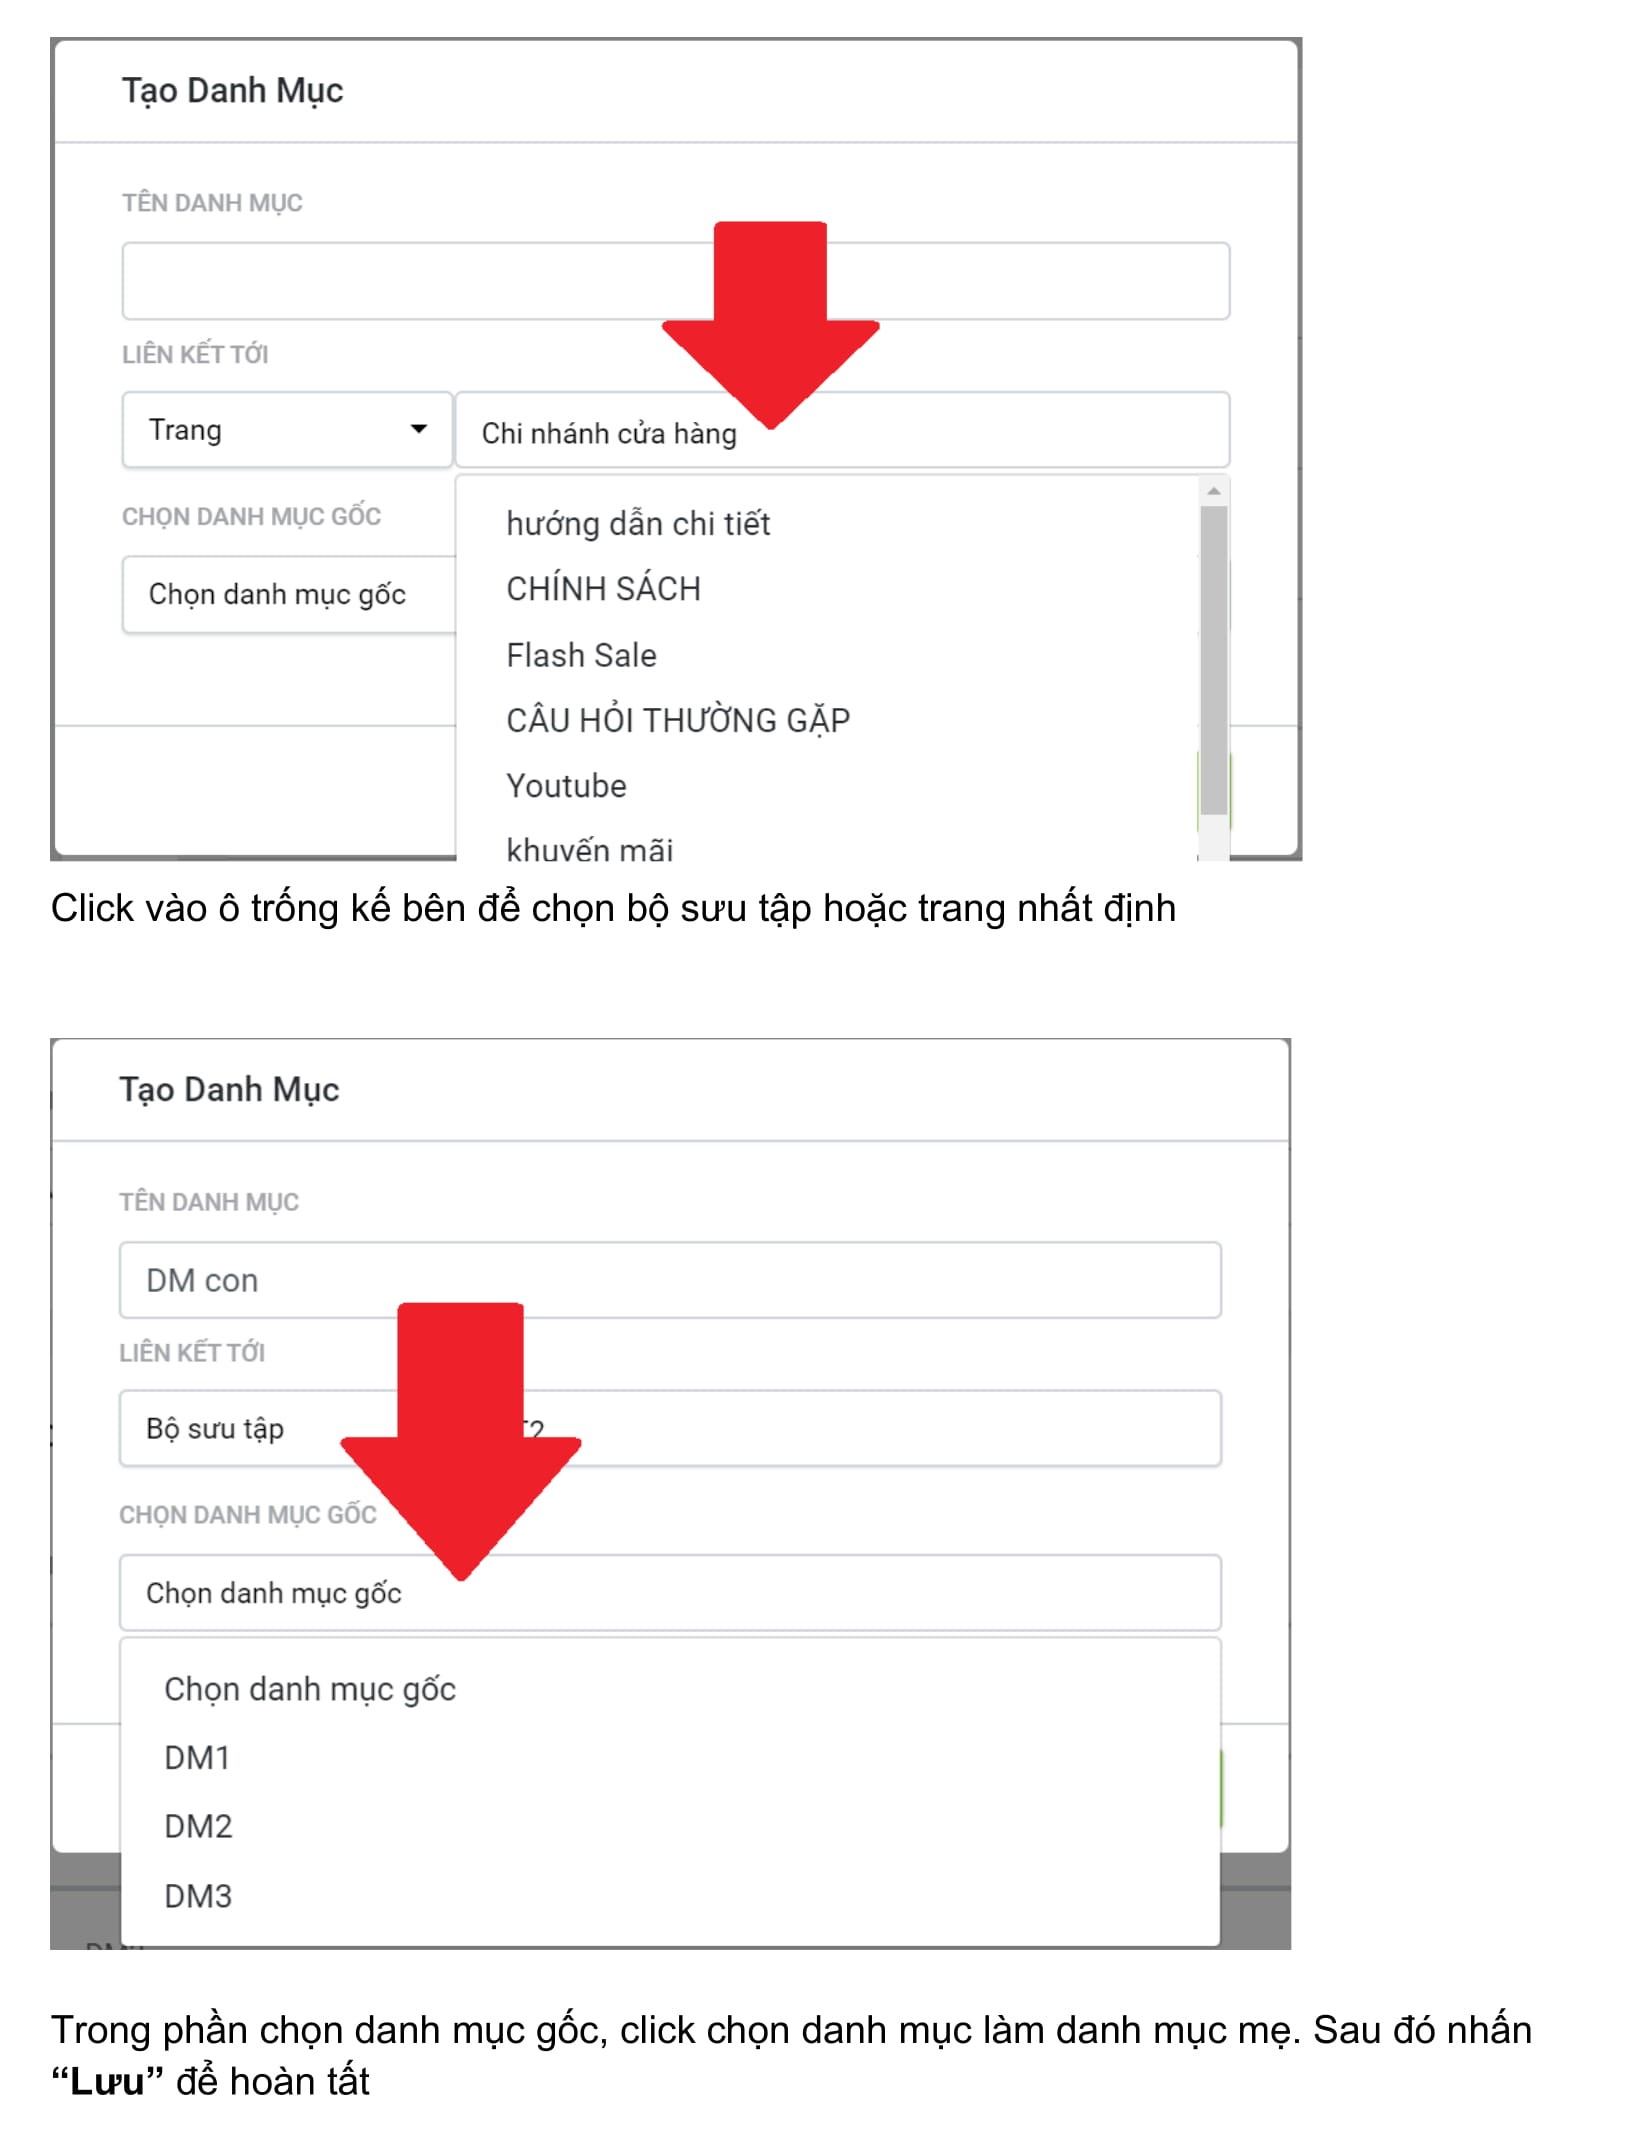 Tạo Danh Mục
TÊN DANH MỤC
LIÊN KẾT TỚI
Trang
Chi nhánh cửa hàng
CHỌN DANH MỤC GỐC
Chọn danh mục gốc
hướng dẫn chi tiết
CHÍNH SÁCH
Flash Sale
CÂU HỎI THƯỜNG GẶP
Youtube
khuyến mãi
Click vào ô trống kế bên để chọn bộ sưu tập hoặc trang nhất định
Tạo Danh Mục
TÊN DANH MỤC
DM con
LIÊN KẾT TỚI
Bộ sưu tập
CHỌN DANH MỤC GỐC
Chọn danh mục gốc
Chọn danh mục gốc
DM1
DM2
DM3
Trong phần chọn danh mục gốc, click chọn danh mục làm danh mục mẹ. Sau đó nhấn
“Lưu” để hoàn tất